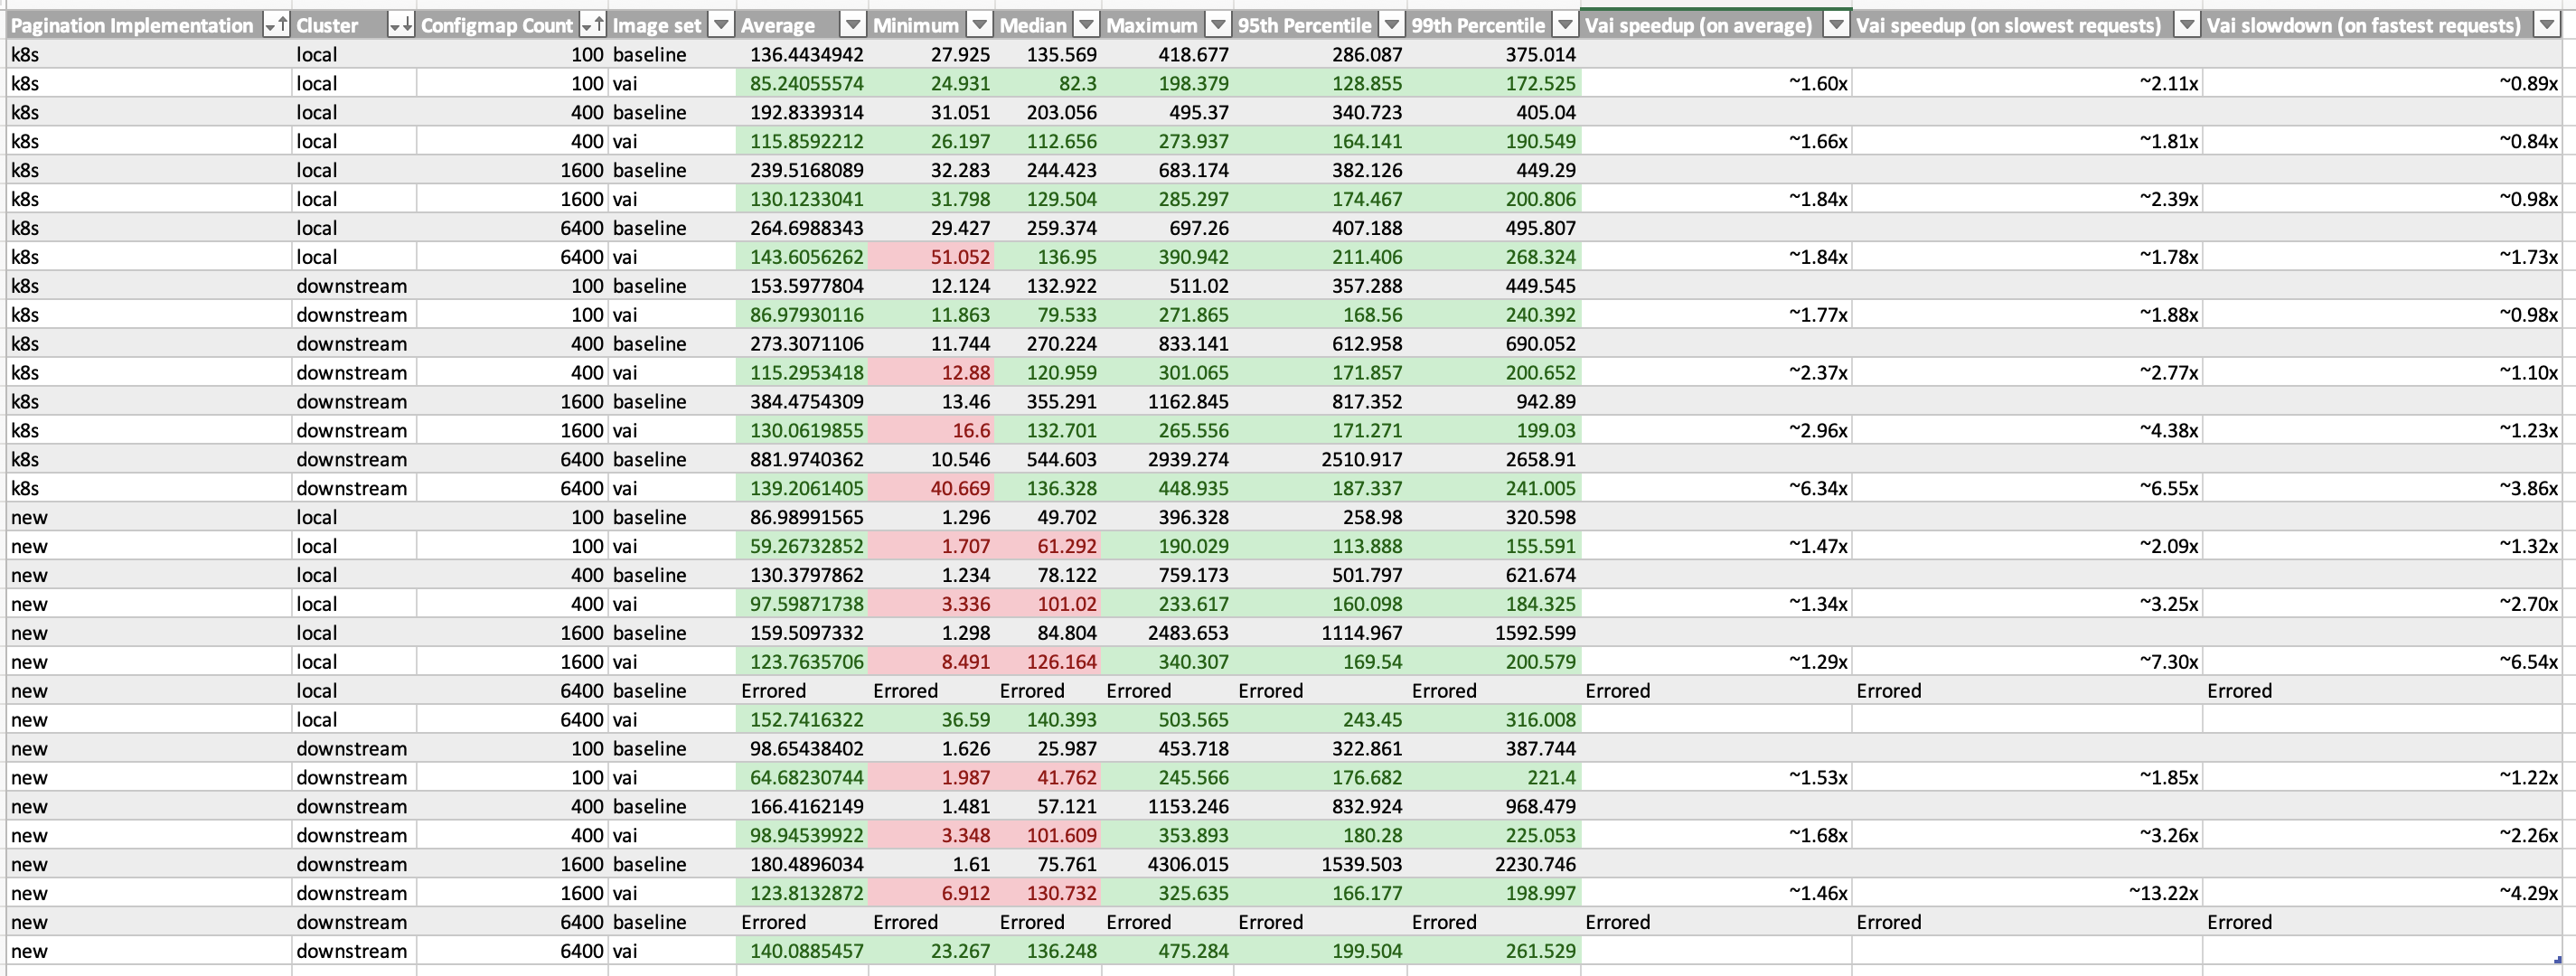 Pagination Implementation Cluster Configmap Count Image set Average Minimum Median Maximum 95th Percentile 99th Percentile Vai speedup (on average) Vai speedup (on slowest requests) Vai slowdown (on fastest requests)
k8s local 100 baseline 136.4434942 27.925 135.569 418.677 286.087 375.014
k8s local 100 vai 85.24055574 24.931 82.3 198.379 128.855 172.525 ~1.60x ~2.11x ~0.89x
k8s local 400 baseline 192.8339314 31.051 203.056 495.37 340.723 405.04
k8s local 400 vai 115.8592212 26.197 112.656 273.937 164.141 190.549 ~1.66x ~1.81x ~0.84x
k8s local 1600 baseline 239.5168089 32.283 244.423 683.174 382.126 449.29
k8s local 1600 vai 130.1233041 31.798 129.504 285.297 174.467 200.806 ~1.84x ~2.39x ~0.98x
k8s local 6400 baseline 264.6988343 29.427 259.374 697.26 407.188 495.807
k8s local 6400 vai 143.6056262 51.052 136.95 390.942 211.406 268.324 ~1.84x ~1.78x ~1.73x
k8s downstream 100 baseline 153.5977804 12.124 132.922 511.02 357.288 449.545
k8s downstream 100 vai 86.97930116 11.863 79.533 271.865 168.56 240.392 ~1.77x ~1.88x ~0.98x
k8s downstream 400 baseline 273.3071106 11.744 270.224 833.141 612.958 690.052
k8s downstream 400 vai 115.2953418 12.88 120.959 301.065 171.857 200.652 ~2.37x ~2.77x ~1.10x
k8s downstream 1600 baseline 384.4754309 13.46 355.291 1162.845 817.352 942.89
k8s downstream 1600 vai 130.0619855 16.6 132.701 265.556 171.271 199.03 ~2.96x ~4.38x ~1.23x
k8s downstream 6400 baseline 881.9740362 10.546 544.603 2939.274 2510.917 2658.91
k8s downstream 6400 vai 139.2061405 40.669 136.328 448.935 187.337 241.005 ~6.34x ~6.55x ~3.86x
new local 100 baseline 86.98991565 1.296 49.702 396.328 258.98 320.598
new local 100 vai 59.26732852 1.707 61.292 190.029 113.888 155.591 ~1.47x ~2.09x ~1.32x
new local 400 baseline 130.3797862 1.234 78.122 759.173 501.797 621.674
new local 400 vai 97.59871738 3.336 101.02 233.617 160.098 184.325 ~1.34x ~3.25x ~2.70x
new local 1600 baseline 159.5097332 1.298 84.804 2483.653 1114.967 1592.599
new local 1600 vai 123.7635706 8.491 126.164 340.307 169.54 200.579 ~1.29x ~7.30x ~6.54x
new local 6400 baseline Errored Errored Errored Errored Errored Errored Errored Errored Errored
new local 6400 vai 152.7416322 36.59 140.393 503.565 243.45 316.008
new downstream 100 baseline 98.65438402 1.626 25.987 453.718 322.861 387.744
new downstream 100 vai 64.68230744 1.987 41.762 245.566 176.682 221.4 ~1.53x ~1.85x ~1.22x
new downstream 400 baseline 166.4162149 1.481 57.121 1153.246 832.924 968.479
new downstream 400 vai 98.94539922 3.348 101.609 353.893 180.28 225.053 ~1.68x ~3.26x ~2.26x
new downstream 1600 baseline 180.4896034 1.61 75.761 4306.015 1539.503 2230.746
new downstream 1600 vai 123.8132872 6.912 130.732 325.635 166.177 198.997 ~1.46x ~13.22x ~4.29x
new downstream 6400 baseline Errored Errored Errored Errored Errored Errored Errored Errored Errored
new downstream 6400 vai 140.0885457 23.267 136.248 475.284 199.504 261.529